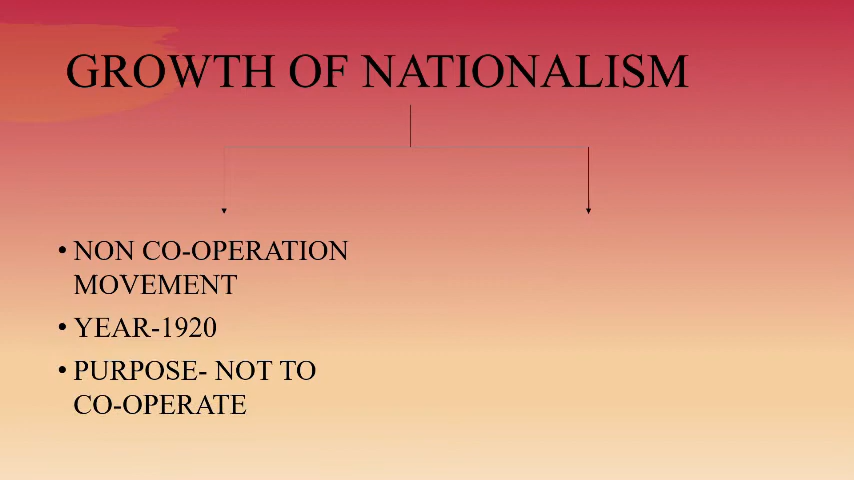 GROWTH OF NATIONALISM
• NON CO-OPERATION
MOVEMENT
• YEAR-1920
• PURPOSE- NOT TO
CO-OPERATE